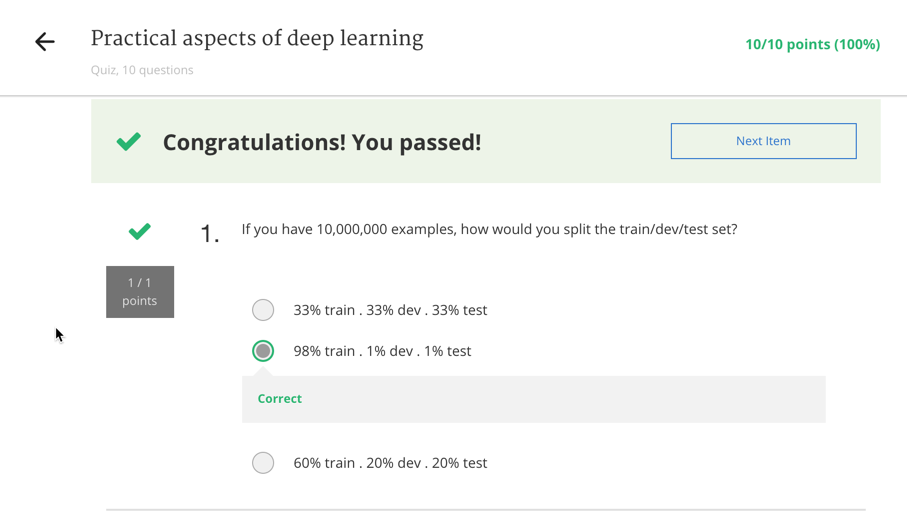 Practical aspects of deep learning
10/10 points (100%)
Quiz, 10 questions
Congratulations! You passed!
Next Item
1. If you have 10,000,000 examples, how would you split the train/dev/test set?
1 / 1
points
33% train . 33% dev . 33% test
98% train . 1% dev . 1% test
Correct
60% train . 20% dev . 20% test